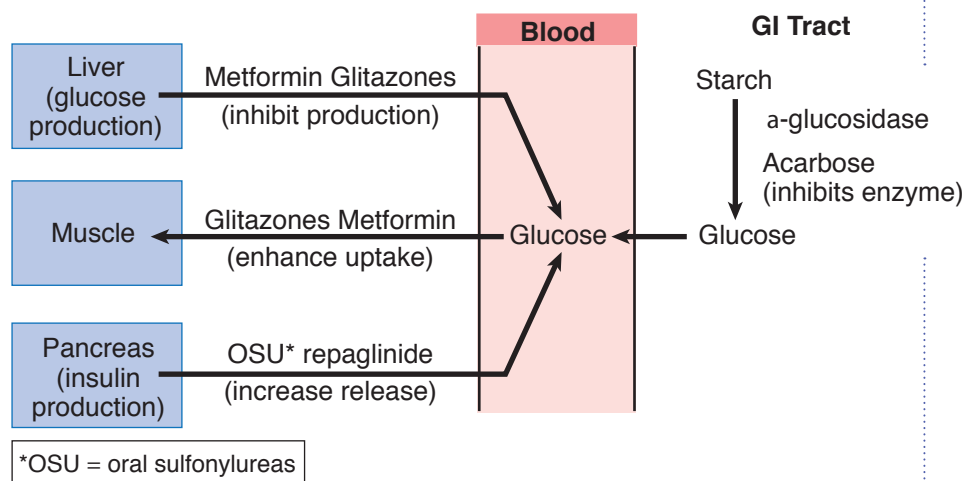 Blood
GI Tract
Liver
(glucose
production)
Metformin Glitazones
(inhibit production)
Starch
a-glucosidase
Acarbose
(inhibits enzyme)
Muscle
Glitazones Metformin
(enhance uptake)
Glucose
Glucose
Pancreas
(insulin
production)
OSU* repaglinide
(increase release)
*OSU = oral sulfonylureas